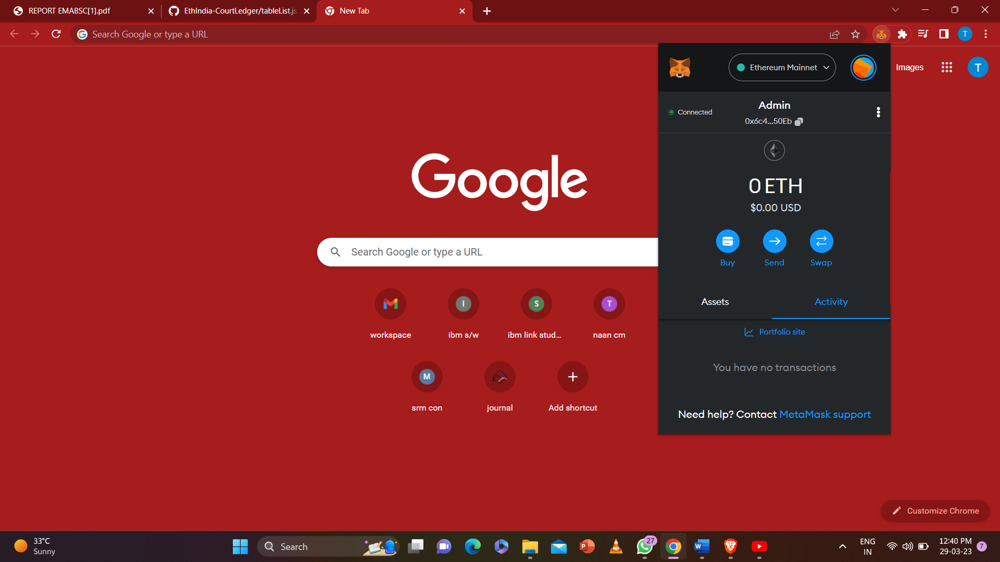 REPORT EMABSC[1].pdf
EthIndia-CourtLedger/tableList.js
New Tab
Search Google or type a URL
T
Ethereum Mainnet
Images
T
Connected
Admin
0x6c4...50Eb
0 ETH
$0.00 USD
Buy
Send
Swap
Assets
Activity
Portfolio site
You have no transactions
Need help? Contact MetaMask support
Google
Search Google or type a URL
I
S
T
workspace
ibm s/w
ibm link stud...
naan cm
M
srm con
journal
Add shortcut
Customize Chrome
33°C
Sunny
Search
P
27
W
ENG
IN
12:40 PM
29-03-23
7